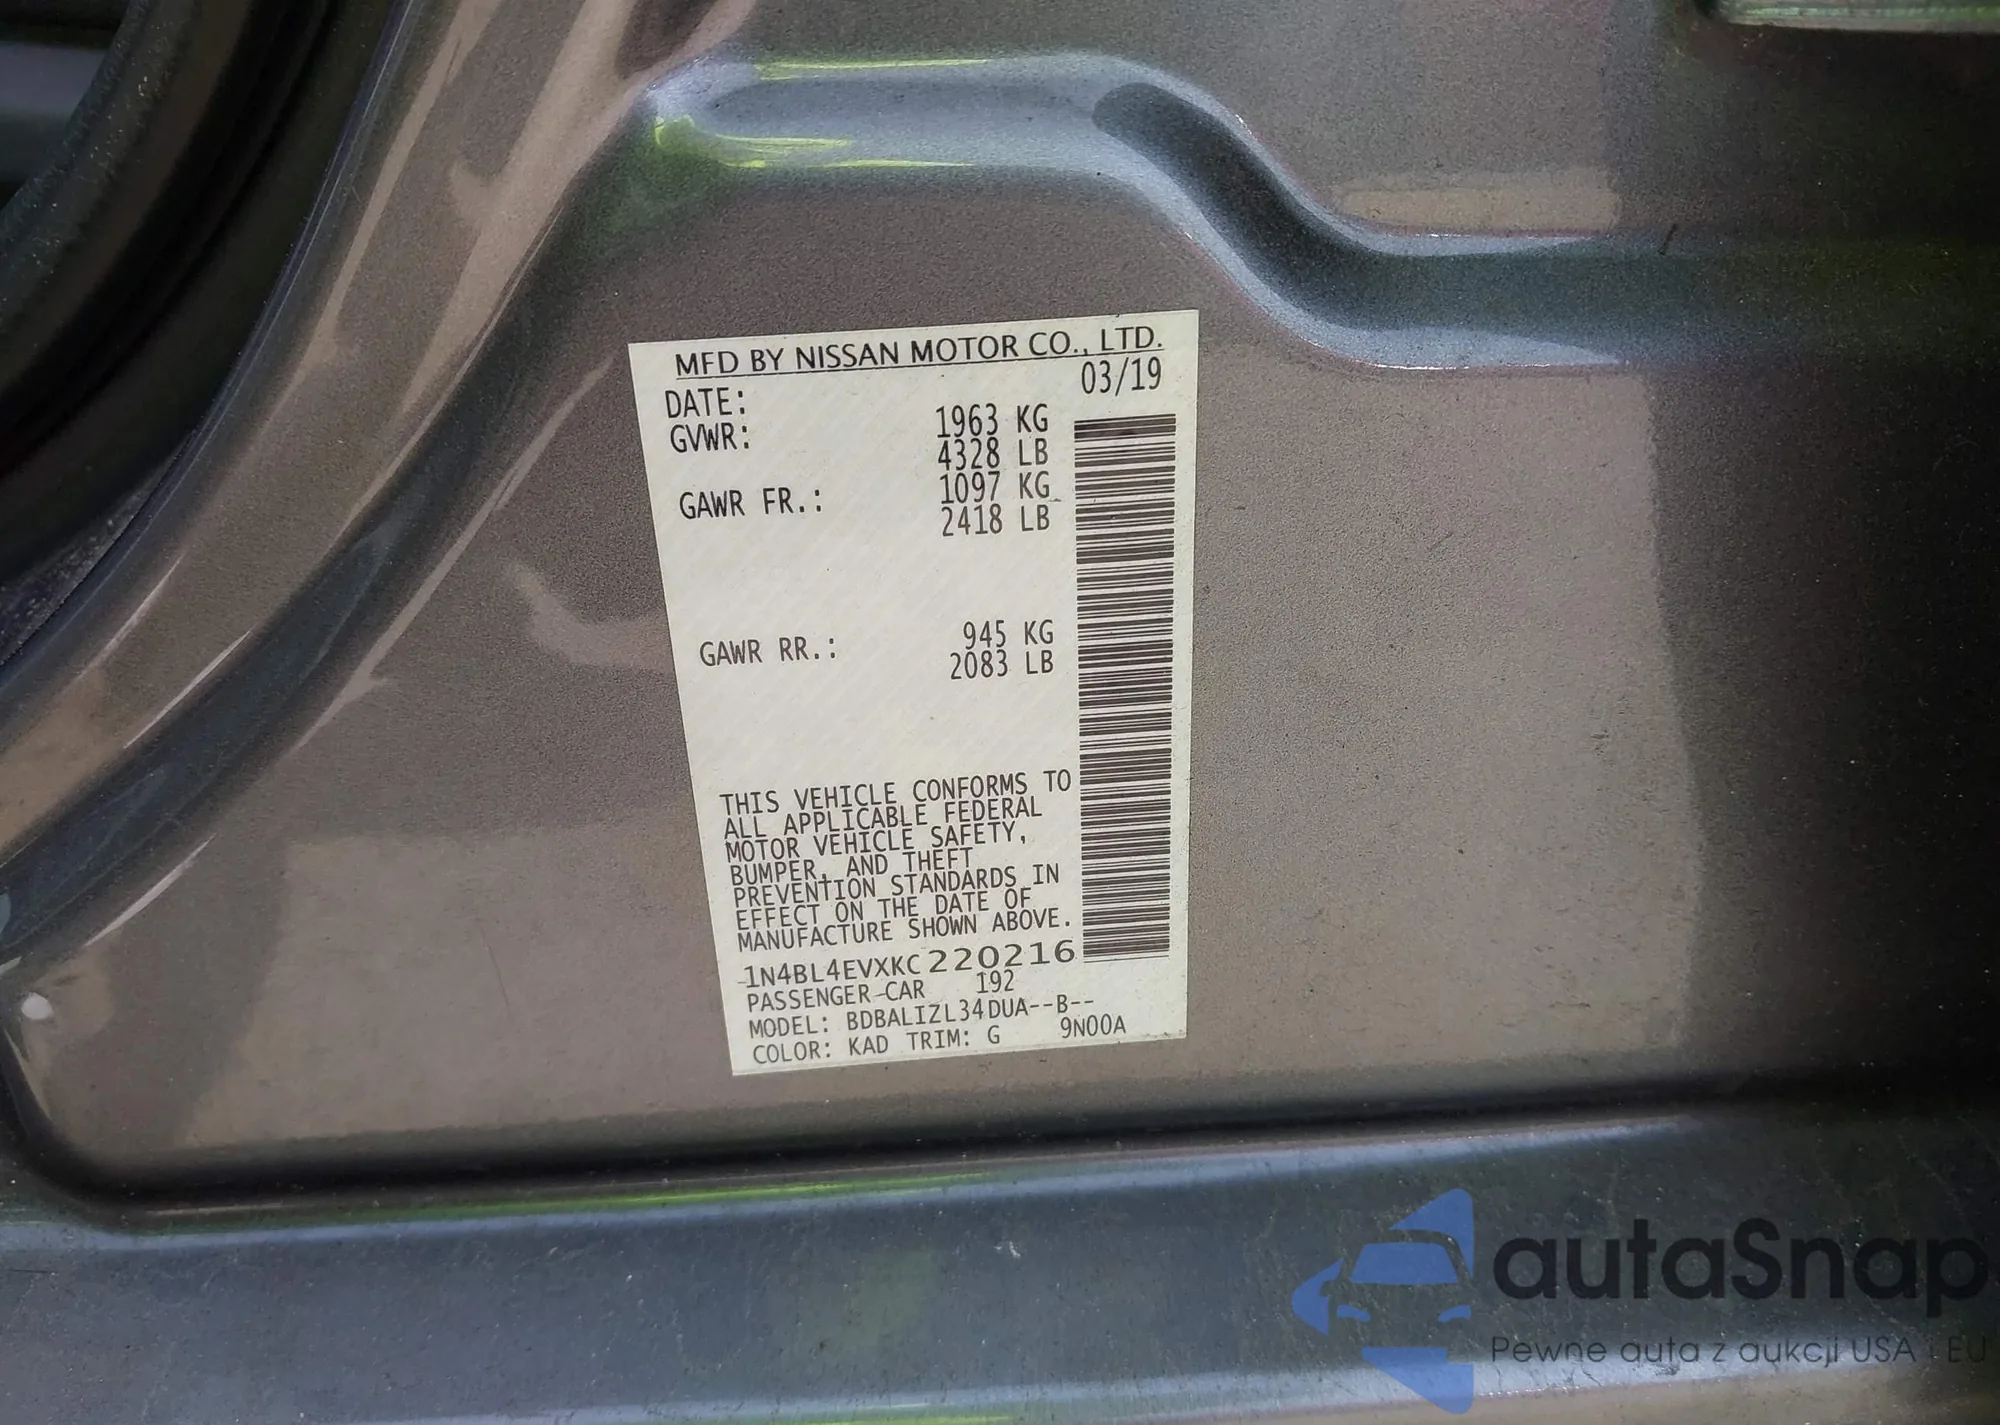 MFD BY NISSAN MOTOR CO., LTD.
DATE: 03/19
GVWR: 1963 KG
4328 LB
GAWR FR.: 1097 KG
2418 LB
GAWR RR.: 945 KG
2083 LB
THIS VEHICLE CONFORMS TO
ALL APPLICABLE FEDERAL
MOTOR VEHICLE SAFETY,
BUMPER, AND THEFT
PREVENTION STANDARDS IN
EFFECT ON THE DATE OF
MANUFACTURE SHOWN ABOVE.
1N4BL4EVXKC220216
PASSENGER CAR 192
MODEL: BDBALIZL34DUA--B--
COLOR: KAD TRIM: G 9N00A
autaSnap
Pewne auta z aukcji USA i EU